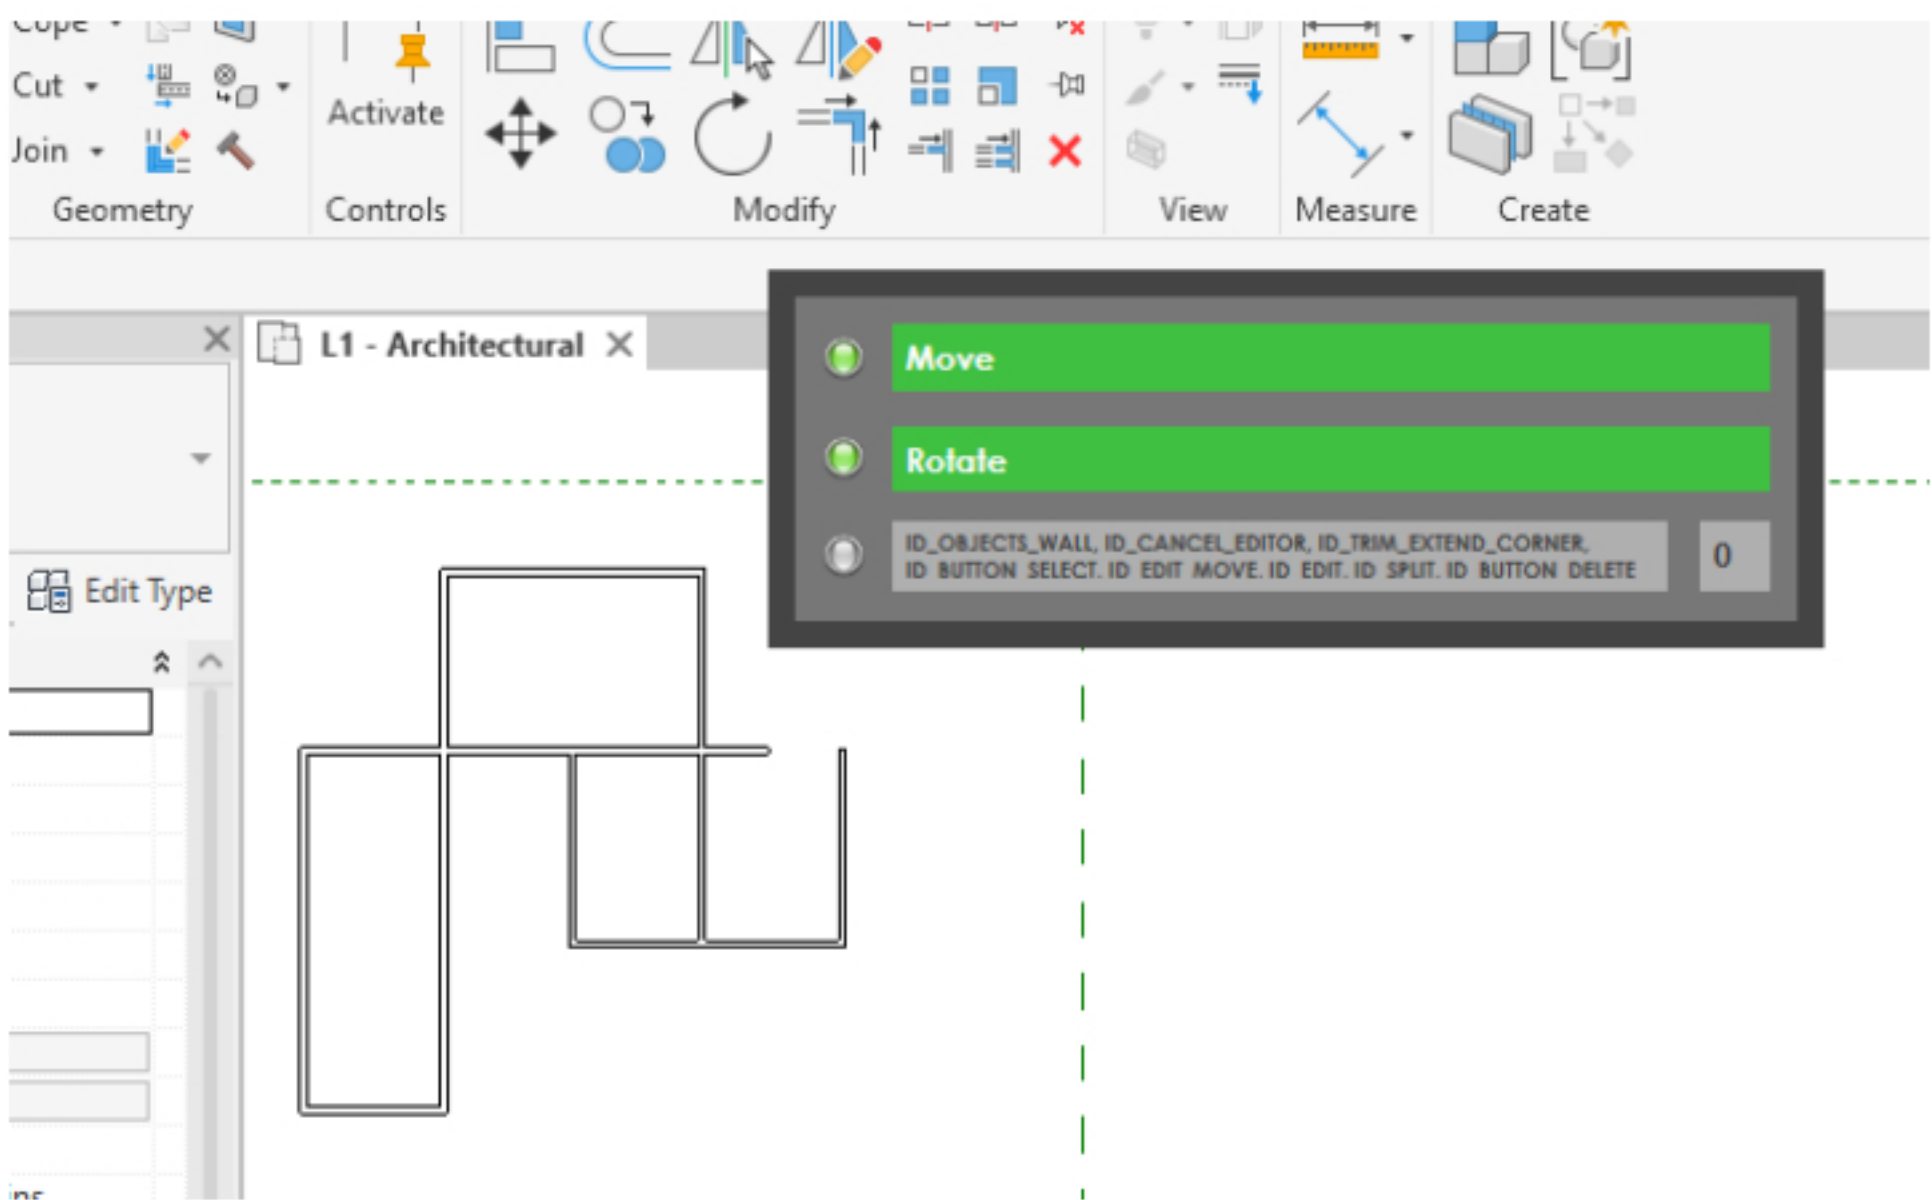 Cope
Cut
Activate
Join
Geometry
Controls
Modify
View
Measure
Create
L1 - Architectural
Move
Rotate
ID_OBJECTS_WALL, ID_CANCEL_EDITOR, ID_TRIM_EXTEND_CORNER,
ID_BUTTON_SELECT, ID_EDIT_MOVE, ID_EDIT, ID_SPLIT, ID_BUTTON_DELETE
0
Edit Type